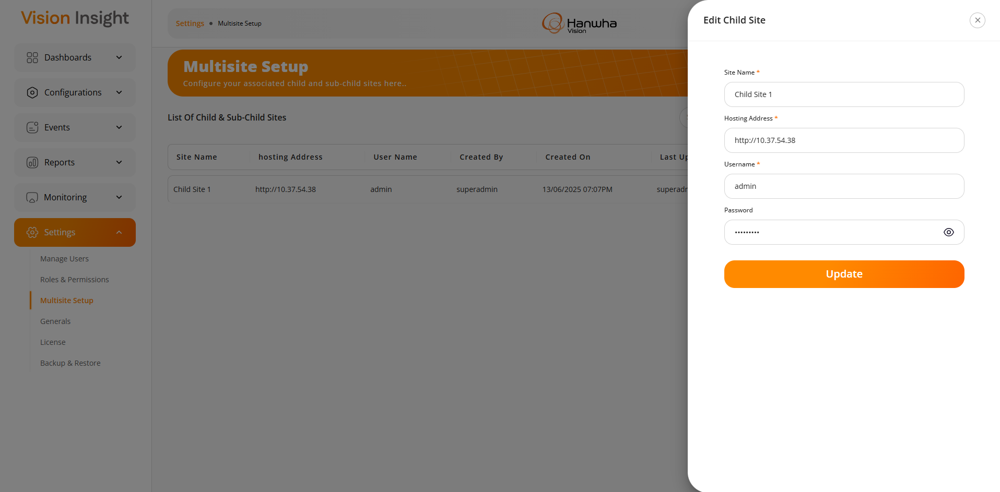 Vision Insight
Dashboards
Configurations
Events
Reports
Monitoring
Settings
Manage Users
Roles & Permissions
Multisite Setup
Generals
License
Backup & Restore
Settings • Multisite Setup
Hanwha
Vision
Multisite Setup
Configure your associated child and sub-child sites here..
List Of Child & Sub-Child Sites
Site Name hosting Address User Name Created By Created On Last Up
Child Site 1 http://10.37.54.38 admin superadmin 13/06/2025 07:07PM
Edit Child Site
Site Name *
Child Site 1
Hosting Address *
http://10.37.54.38
Username *
admin
Password
•••••••••
Update